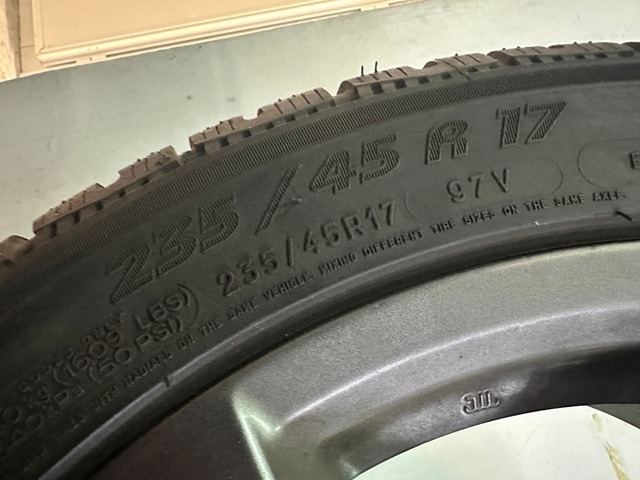 235/45 R 17
235/45R17 97V
(1609 LBS)
(50 PSI)
ON THE SAME VEHICLE. MIXING DIFFERENT TIRE SIZES ON THE SAME AXLE.